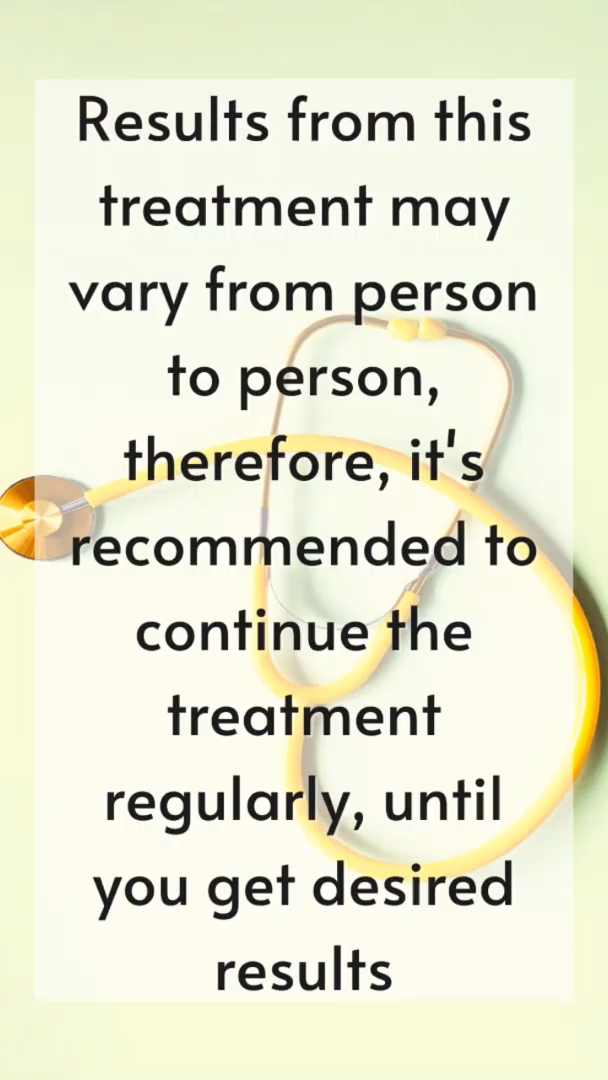 Results from this
treatment may
vary from person
to person,
therefore, it's
recommended to
continue the
treatment
regularly, until
you get desired
results